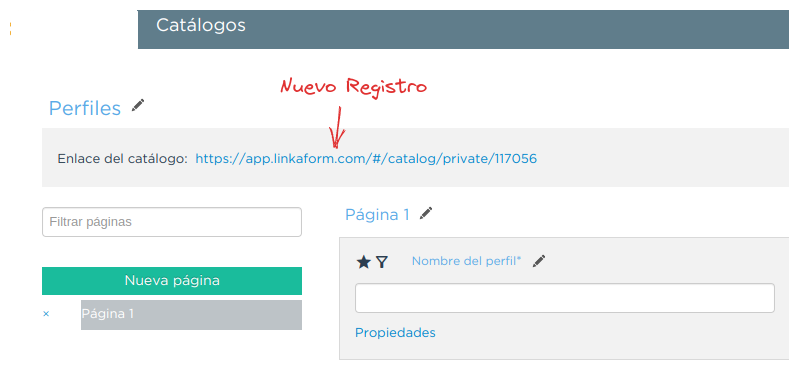 Catálogos
Nuevo Registro
Perfiles
Enlace del catálogo: https://app.linkaform.com/#/catalog/private/117056
Filtrar páginas
Nueva página
× Página 1
Página 1
Nombre del perfil*
Propiedades